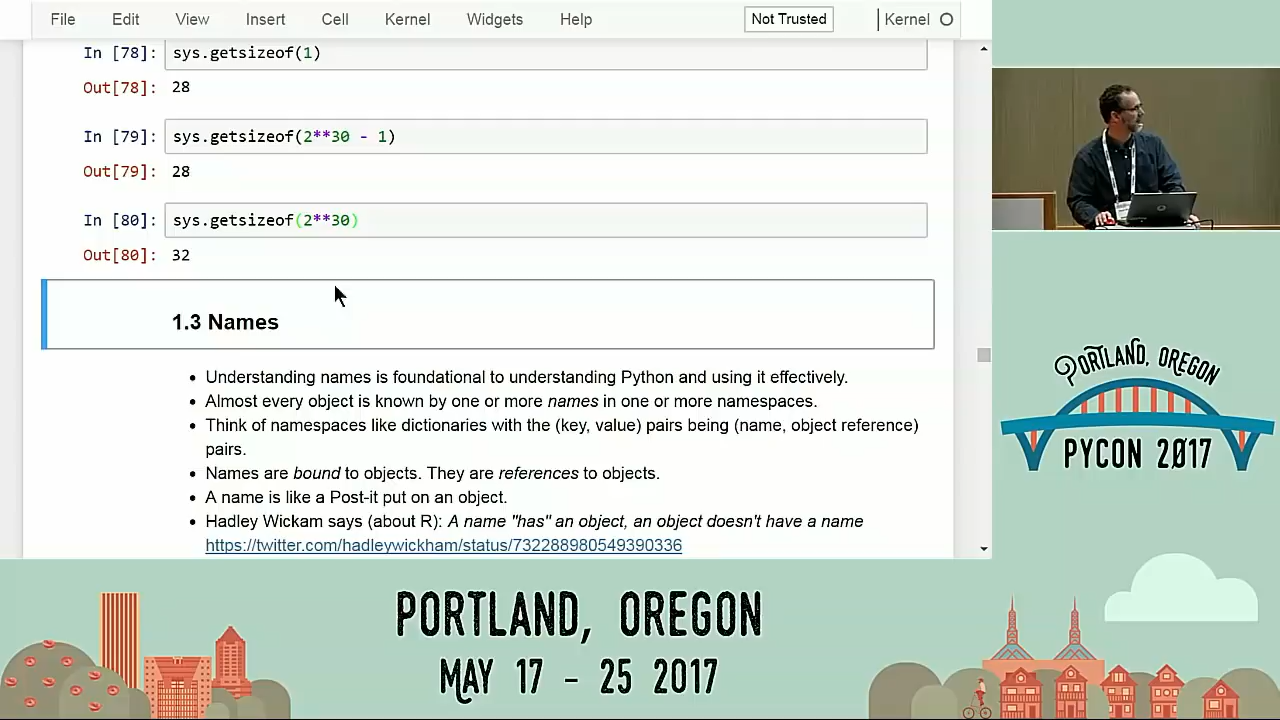 File Edit View Insert Cell Kernel Widgets Help Not Trusted Kernel
In [78]: sys.getsizeof(1)
Out[78]: 28
In [79]: sys.getsizeof(2**30 - 1)
Out[79]: 28
In [80]: sys.getsizeof(2**30)
Out[80]: 32
1.3 Names
• Understanding names is foundational to understanding Python and using it effectively.
• Almost every object is known by one or more names in one or more namespaces.
• Think of namespaces like dictionaries with the (key, value) pairs being (name, object reference)
pairs.
• Names are bound to objects. They are references to objects.
• A name is like a Post-it put on an object.
• Hadley Wickam says (about R): A name "has" an object, an object doesn't have a name
https://twitter.com/hadleywickham/status/732288980549390336
PORTLAND, OREGON
PYCON 2017
PORTLAND, OREGON
MAY 17 - 25 2017